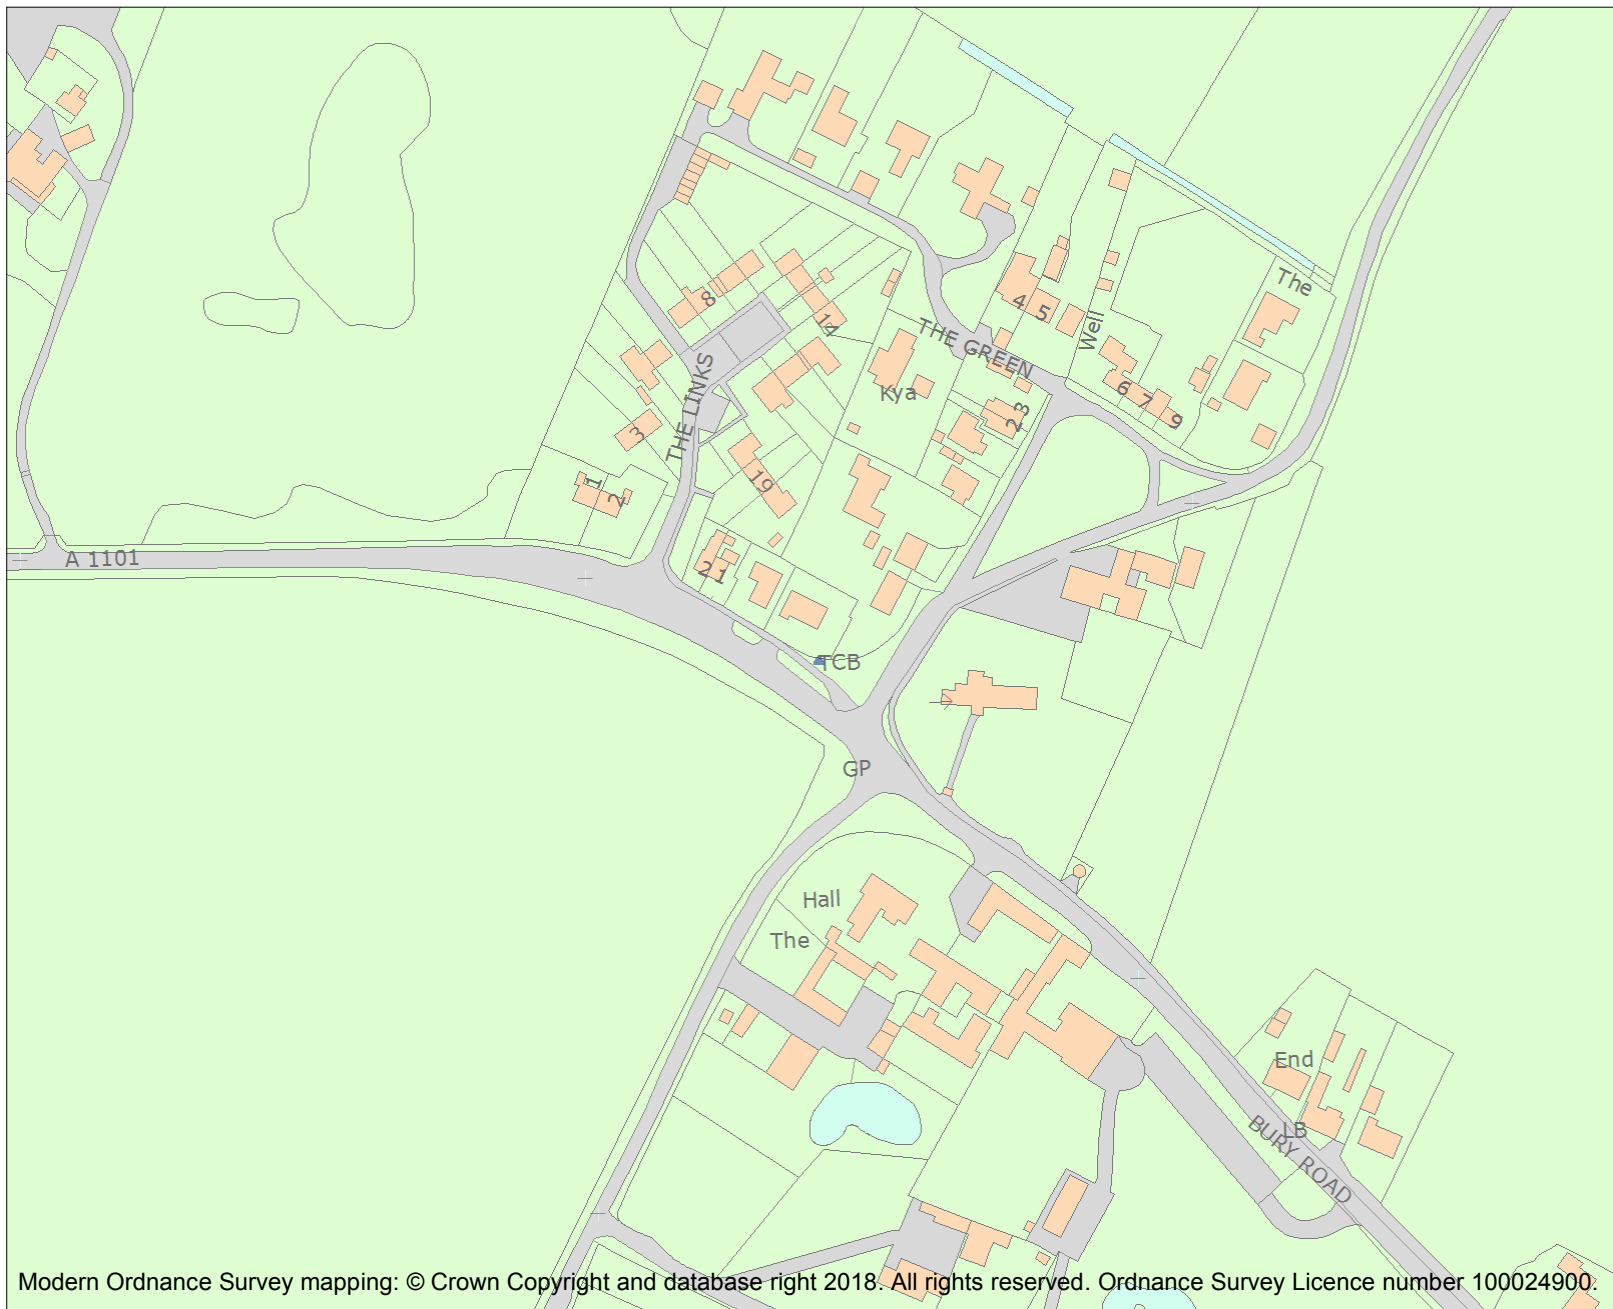 The
8
14
4
5
Well
THE GREEN
Kya
6
7
9
2 3
THE LINKS
3
19
1
2
A 1101
21
TCB
GP
Hall
The
End
LB
BURY ROAD
Modern Ordnance Survey mapping: © Crown Copyright and database right 2018. All rights reserved. Ordnance Survey Licence number 100024900.